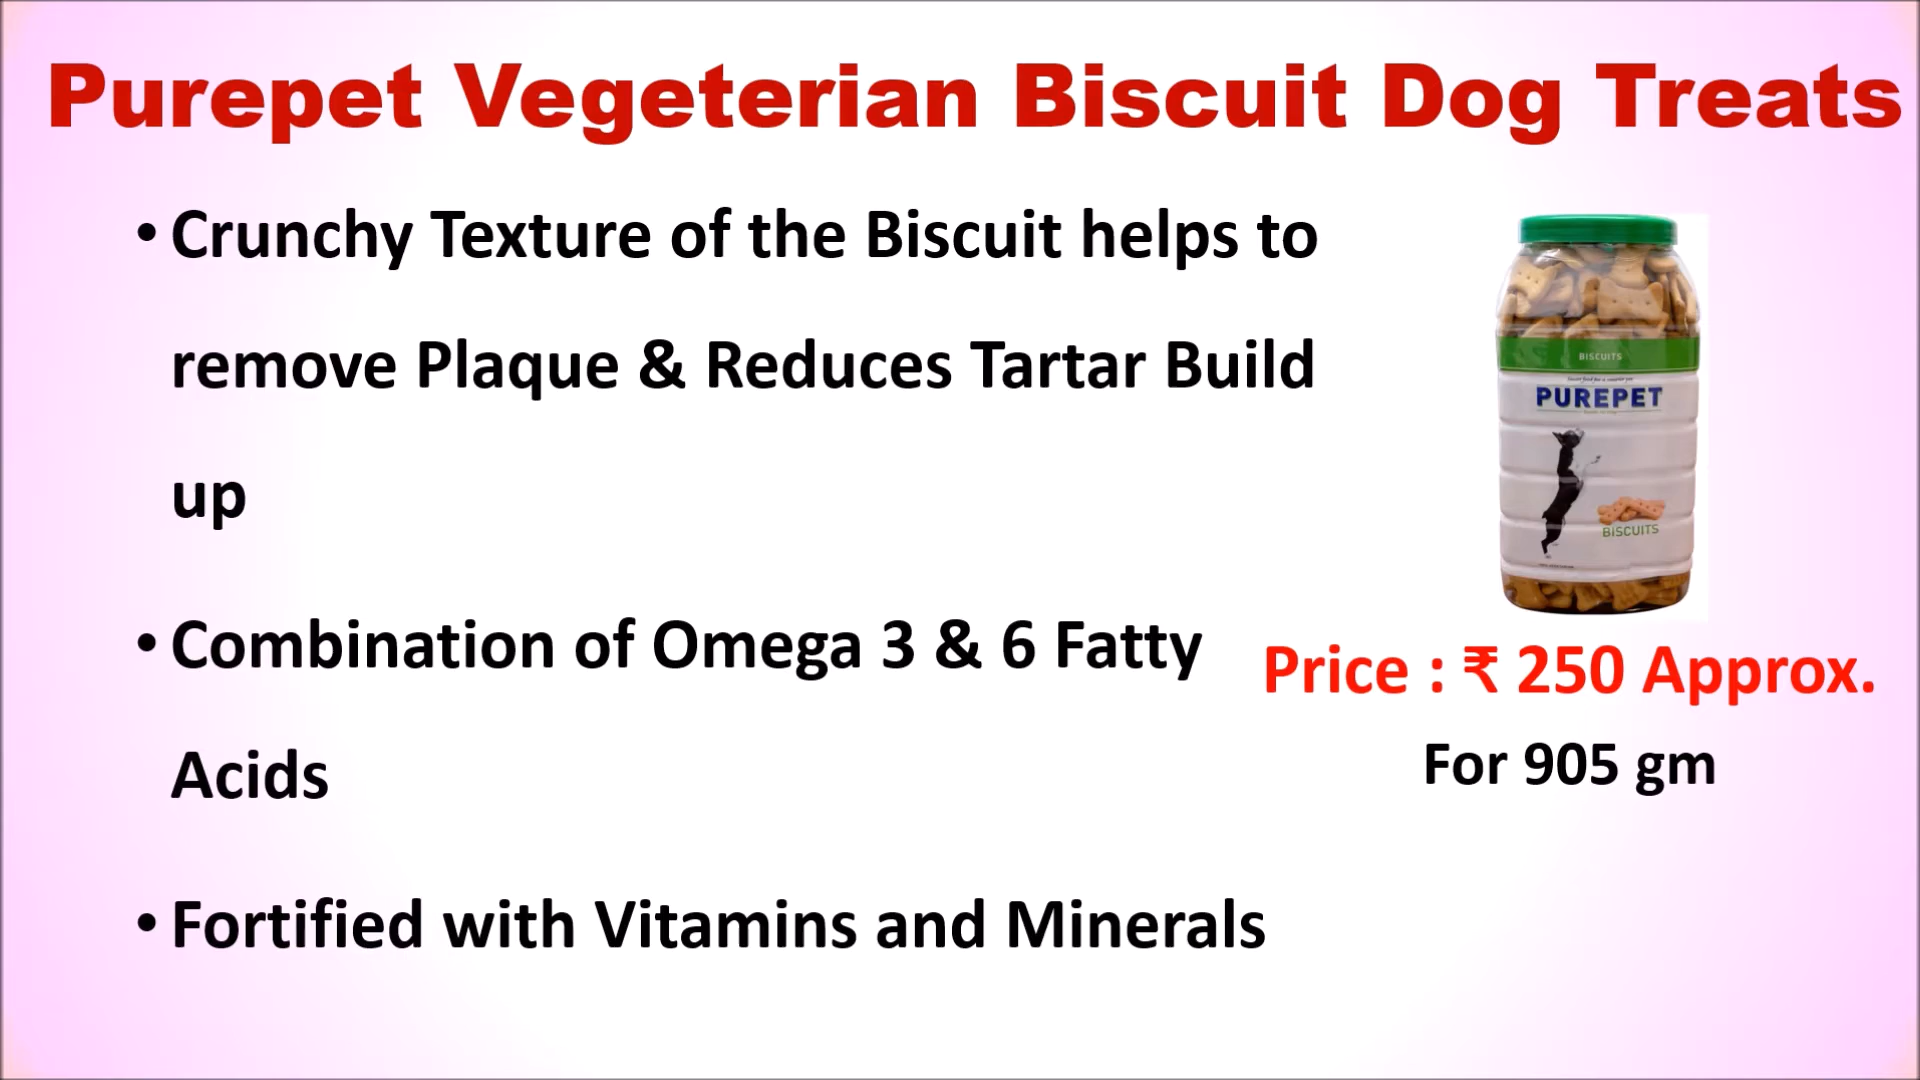 Purepet Vegeterian Biscuit Dog Treats
• Crunchy Texture of the Biscuit helps to
remove Plaque & Reduces Tartar Build
up
• Combination of Omega 3 & 6 Fatty
Acids
• Fortified with Vitamins and Minerals
BISCUITS
PUREPET
BISCUITS
Price : ₹ 250 Approx.
For 905 gm